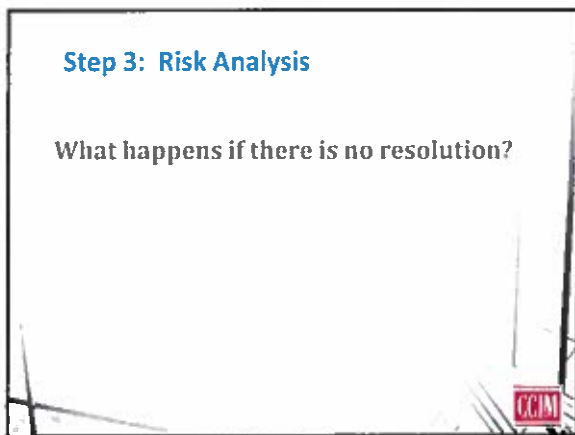 Step 3: Risk Analysis
What happens if there is no resolution?
CCIM